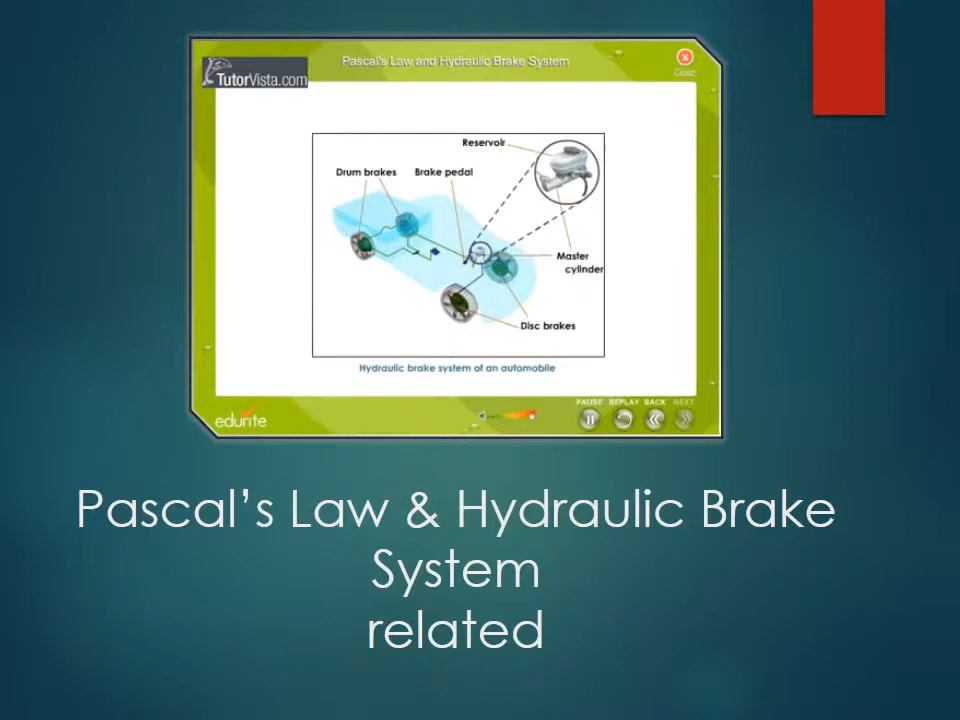 Pascal's Law and Hydraulic Brake System
X
Close
TutorVista.com
Reservoir
Drum brakes
Brake pedal
Master
cylinder
Disc brakes
Hydraulic brake system of an automobile
PAUSE REPLAY BACK NEXT
edurite
Pascal’s Law & Hydraulic Brake
System
related